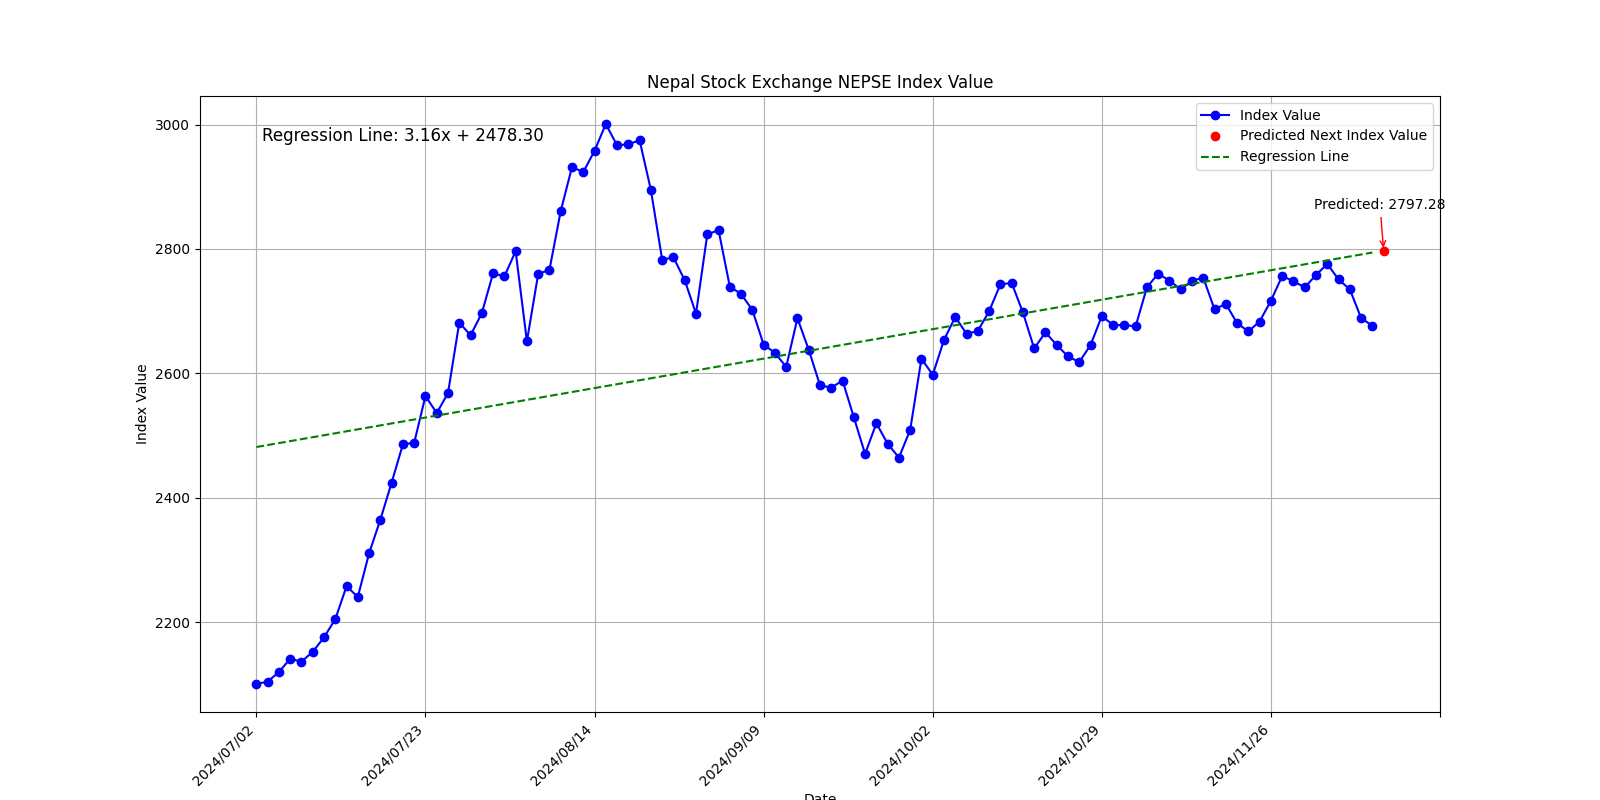 Nepal Stock Exchange NEPSE Index Value
3000
2800
2600
2400
2200
Index Value
Regression Line: 3.16x + 2478.30
Index Value
Predicted Next Index Value
Regression Line
Predicted: 2797.28
2024/07/02
2024/07/23
2024/08/14
2024/09/09
2024/10/02
2024/10/29
2024/11/26
Date